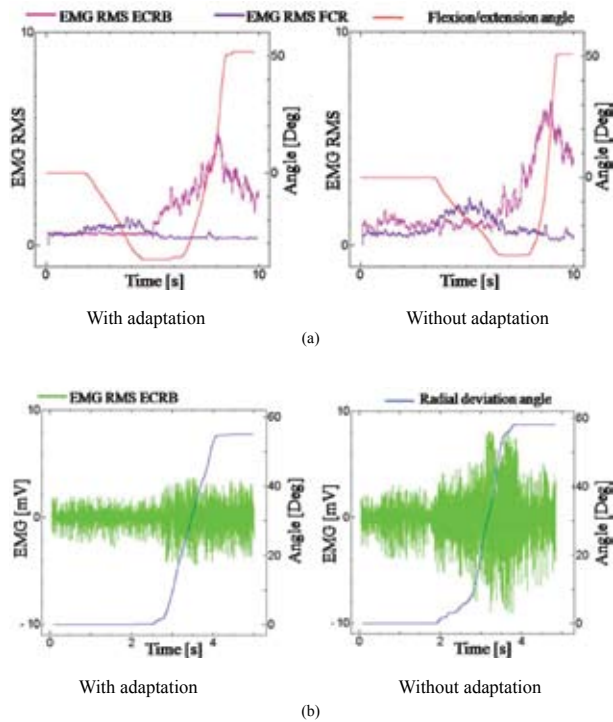 EMG RMS ECRB EMG RMS FCR Flexion/extension angle
10 10
50 50
EMG RMS Angle [Deg] EMG RMS Angle [Deg]
0 0 0 0
0 10 0 10
Time [s] Time [s]
With adaptation Without adaptation
(a)
EMG RMS ECRB Radial deviation angle
10 60 10 60
40 40
EMG [mV] 0 Angle [Deg] EMG [mV] 0 Angle [Deg]
20 20
- 10 0 - 10 0
0 2 4 0 2 4
Time [s] Time [s]
With adaptation Without adaptation
(b)